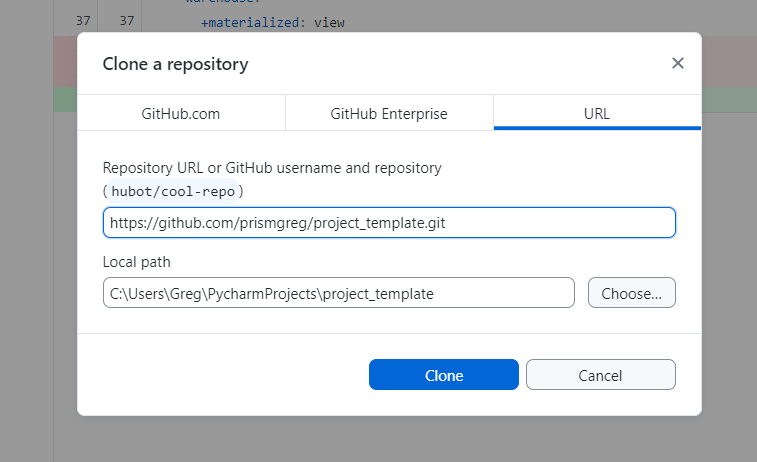 warehouse:
37 37 +materialized: view
Clone a repository
GitHub.com GitHub Enterprise URL
Repository URL or GitHub username and repository
(hubot/cool-repo)
https://github.com/prismgreg/project_template.git
Local path
C:\Users\Greg\PycharmProjects\project_template Choose...
Clone Cancel